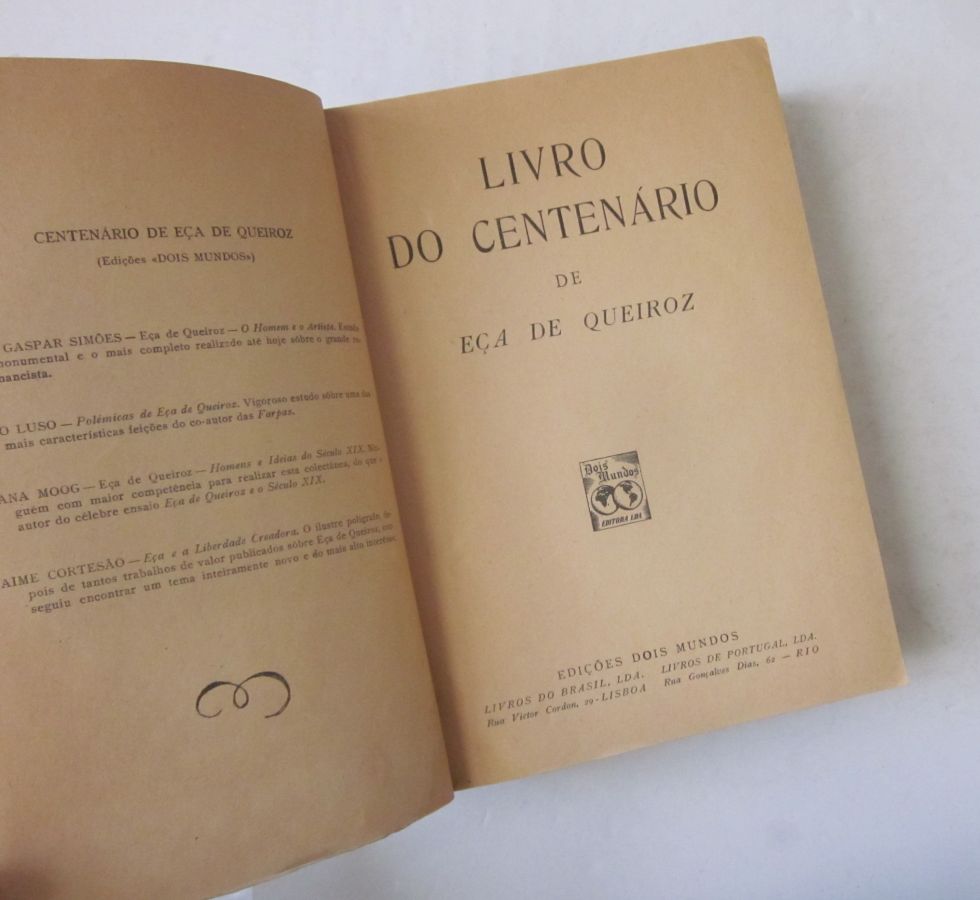 CENTENÁRIO DE EÇA DE QUEIROZ
(Edições «DOIS MUNDOS»)
GASPAR SIMÕES — Eça de Queiroz — O Homem e o Artista. Estudo
monumental e o mais completo realizado até hoje sôbre o grande ro-
mancista.
O LUSO — Polémicas de Eça de Queiroz. Vigoroso estudo sôbre uma das
mais características feições do co-autor das Farpas.
ANA MOOG — Eça de Queiroz — Homens e Ideias do Século XIX. Nin-
guém com maior competência para realizar esta colectânea, do que o
autor do célebre ensaio Eça de Queiroz e o Século XIX.
AIME CORTESÃO — Eça e a Liberdade Creadora. O ilustre polígrafo, de-
pois de tantos trabalhos de valor publicados sôbre Eça de Queiroz, con-
seguiu encontrar um tema inteiramente novo e do mais alto interêsse.
LIVRO
DO CENTENÁRIO
DE
EÇA DE QUEIROZ
Dois
Mundos
EDITORA LDA
EDIÇÕES DOIS MUNDOS
LIVROS DO BRASIL, LDA. LIVROS DE PORTUGAL, LDA.
Rua Victor Cordon, 29 - LISBOA Rua Gonçalves Dias, 62 — RIO